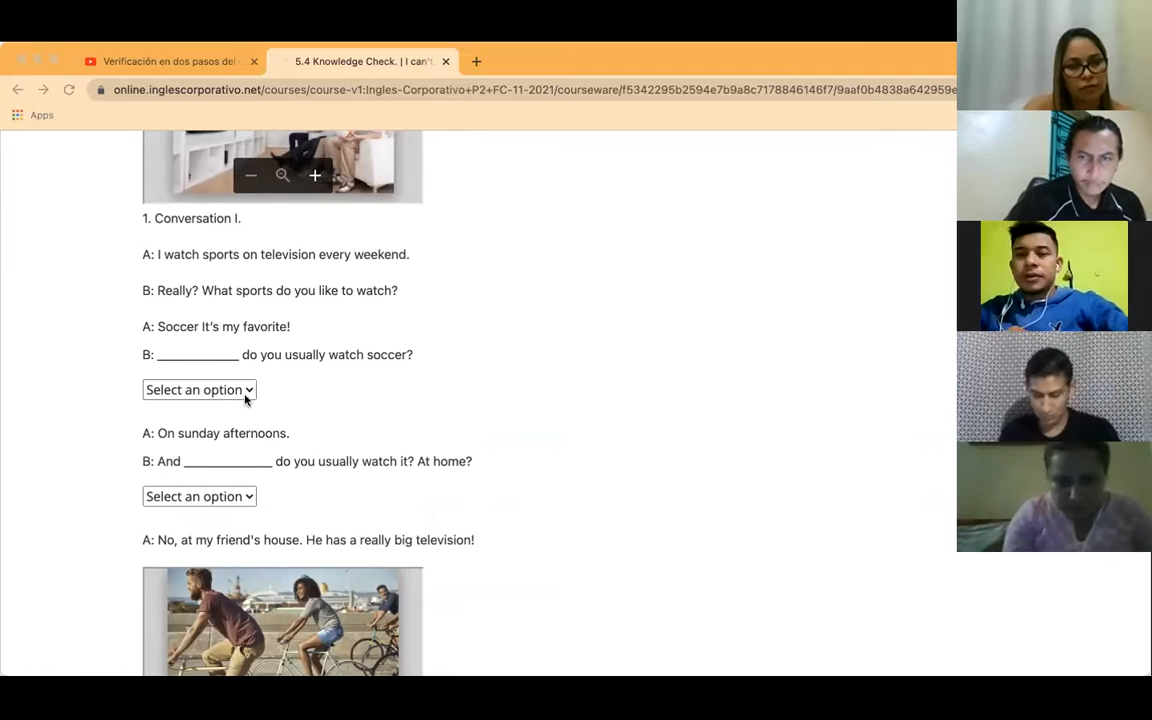 Verificación en dos pasos del
5.4 Knowledge Check. | I can't
online.inglescorporativo.net/courses/course-v1:Ingles-Corporativo+P2+FC-11-2021/courseware/f5342295b2594e7b9a8c7178846146f7/9aaf0b4838a642959e
Apps
1. Conversation I.
A: I watch sports on television every weekend.
B: Really? What sports do you like to watch?
A: Soccer It's my favorite!
B: ____________ do you usually watch soccer?
Select an option
A: On sunday afternoons.
B: And _____________ do you usually watch it? At home?
Select an option
A: No, at my friend's house. He has a really big television!